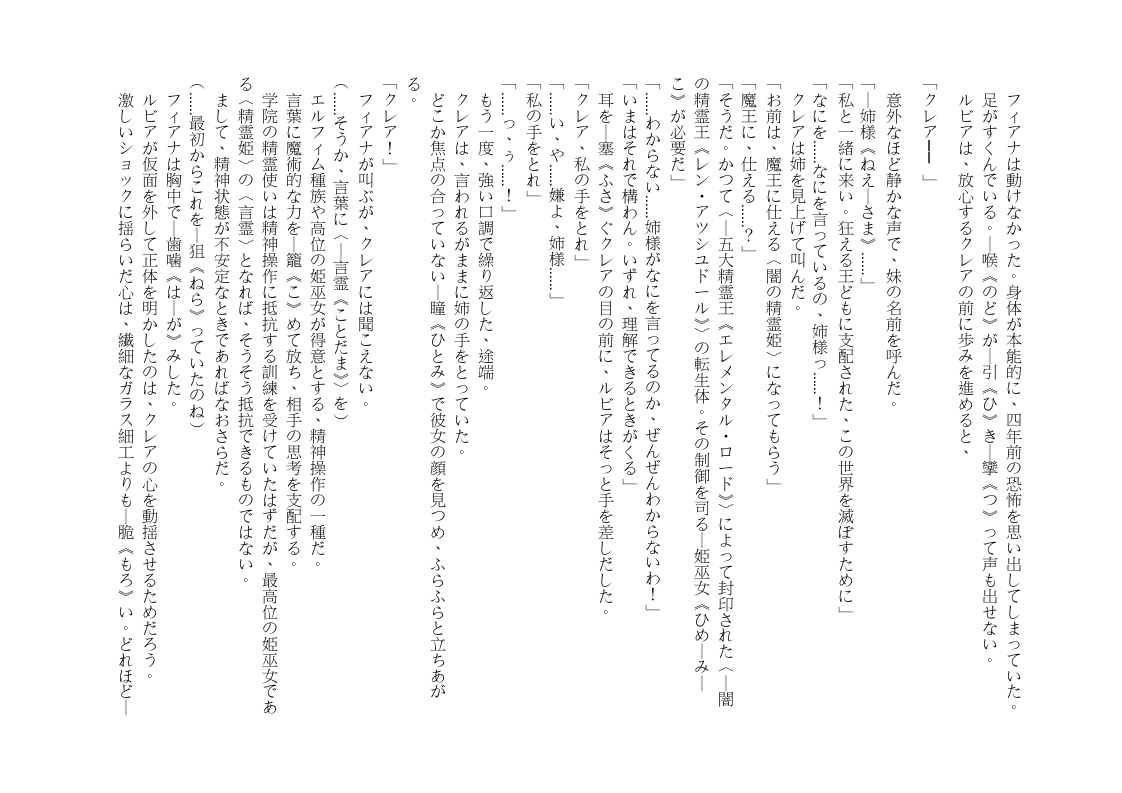 フィアナは動けなかった。身体が本能的に、四年前の恐怖を思い出してしまっていた。
足がすくんでいる。―喉《のど》が―引《ひ》き―攣《つ》って声も出せない。
　ルビアは、放心するクレアの前に歩みを進めると、
「クレア――」
　意外なほど静かな声で、妹の名前を呼んだ。
「―姉様《ねえ―さま》……」
「私と一緒に来い。狂える王どもに支配された、この世界を滅ぼすために」
「なにを……なにを言つているの、姉様っ……！」
　クレアは姉を見上げて叫んだ。
「お前は、魔王に仕える〈闇の精霊姫〉になってもらう」
「魔王に、仕える……？」
「そうだ。かつて〈―五大精霊王《エレメンタル・ロード》〉によって封印された〈―闇
の精霊王《レン・アツシユドール》〉の転生体。その制御を司る―姫巫女《ひめ―み―
こ》が必要だ」
「……わからない……姉様がなにを言ってるのか、ぜんぜんわからないわ！」
「いまはそれで構わん。いずれ、理解できるときがくる」
　耳を―塞《ふさ》ぐクレアの目の前に、ルビアはそっと手を差しだした。
「クレア、私の手をとれ」
「……い、や……嫌よ、姉様……」
「私の手をとれ」
「……っ、ぅ……！」
　もう一度、強い口調で繰り返した、途端。
　クレアは、言われるがままに姉の手をとっていた。
　どこか焦点の合っていない―瞳《ひとみ》で彼女の顔を見つめ、ふらふらと立ちあが
る。
「クレア！」
　フィアナが叫ぶが、クレアには聞こえない。
（……そうか、言葉に〈―言霊《ことだま》〉を）
　エルフィム種族や高位の姫巫女が得意とする、精神操作の一種だ。
　言葉に魔術的な力を―籠《こ》めて放ち、相手の思考を支配する。
　学院の精霊使いは精神操作に抵抗する訓練を受けていたはずだが、最高位の姫巫女であ
る〈精霊姫〉の〈言霊〉となれば、そうそう抵抗できるものではない。
　まして、精神状態が不安定なときであればなおさらだ。
（……最初からこれを―狙《ねら》っていたのね）
　フィアナは胸中で―歯噛《は―が》みした。
　ルビアが仮面を外して正体を明かしたのは、クレアの心を動揺させるためだろう。
　激しいショックに揺らいだ心は、繊細なガラス細工よりも―脆《もろ》い。どれほど―